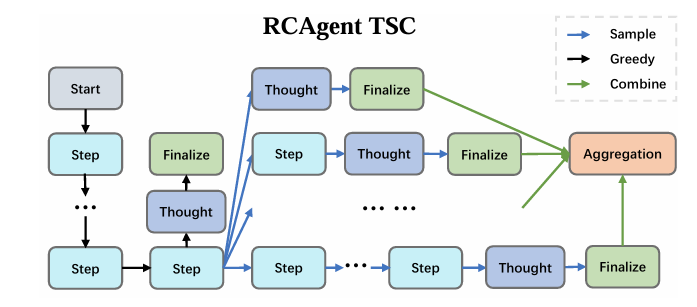 RCAgent TSC
Sample
Greedy
Combine
Start
Thought
Finalize
Step
Finalize
Step
Thought
Finalize
Aggregation
...
Thought
... ...
Step
Step
Step
...
Step
Thought
Finalize